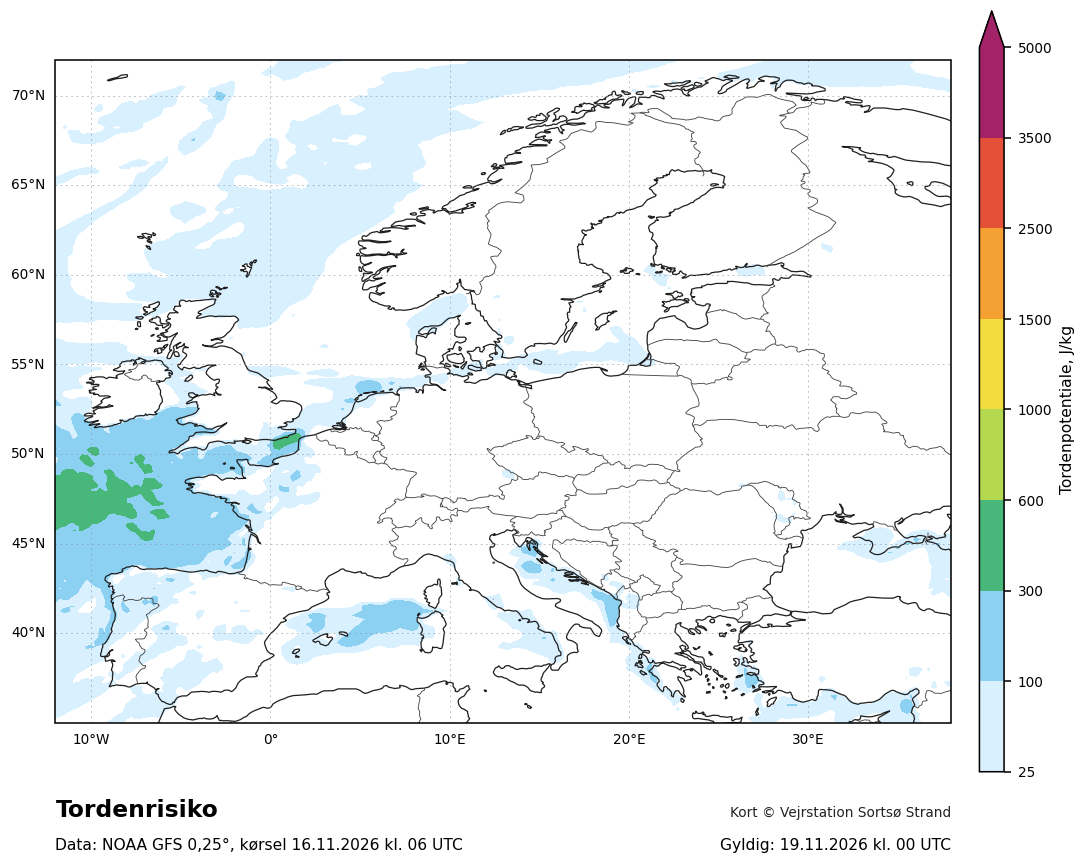 5000
3500
2500
1500
1000
600
300
100
25
Tordenpotentiale, J/kg
70°N
65°N
60°N
55°N
50°N
45°N
40°N
10°W
0°
10°E
20°E
30°E
Tordenrisiko
Kort © Vejrstation Sortsø Strand
Data: NOAA GFS 0,25°, kørsel 16.11.2026 kl. 06 UTC
Gyldig: 19.11.2026 kl. 00 UTC